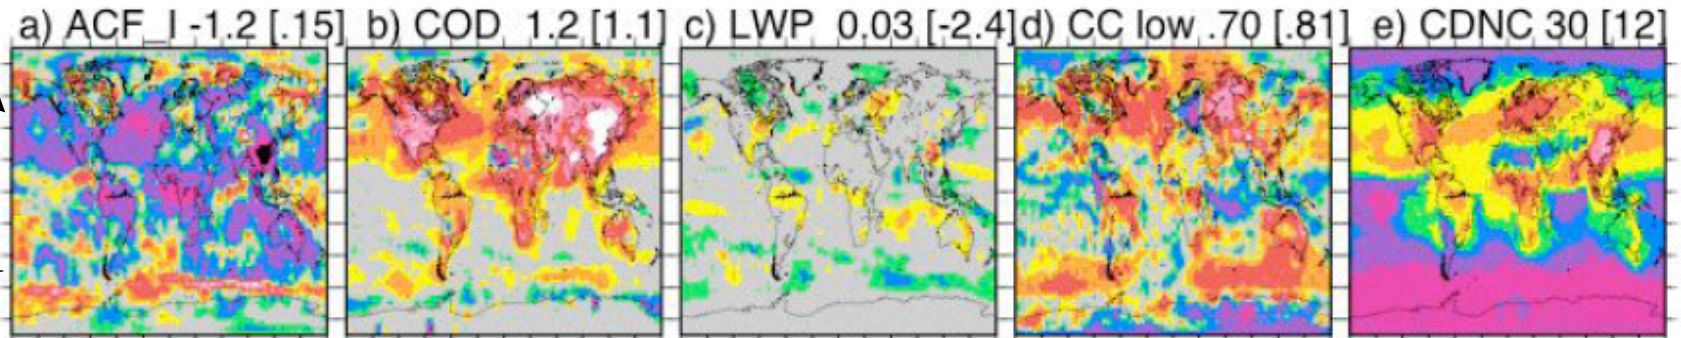 a) ACF_I -1.2 [.15]
b) COD 1.2 [1.1]
c) LWP 0.03 [-2.4]
d) CC low .70 [.81]
e) CDNC 30 [12]